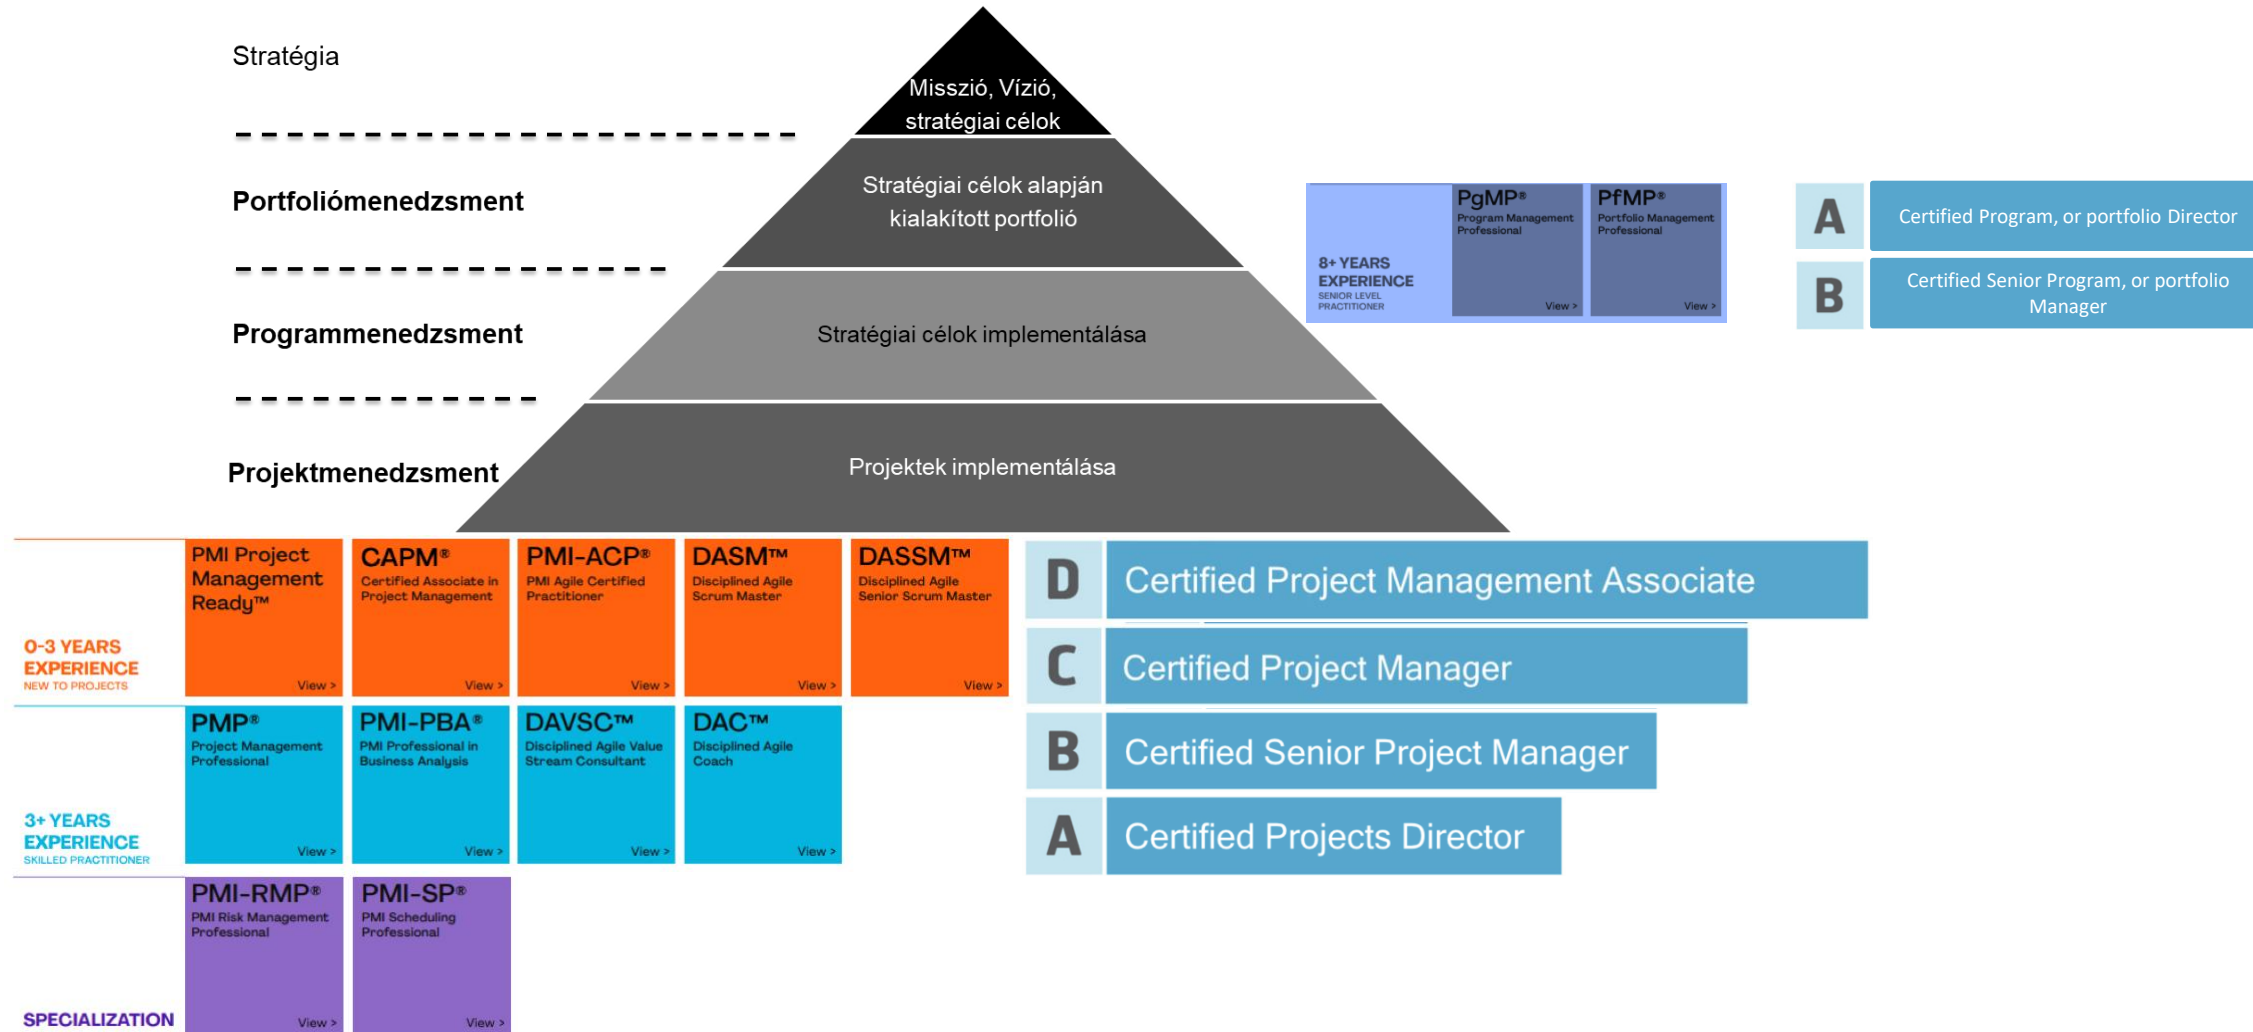 Stratégia
Misszió, Vízió,
stratégiai célok
Portfoliómenedzsment
Stratégiai célok alapján
kialakított portfolió
Programmenedzsment
Stratégiai célok implementálása
Projektmenedzsment
Projektek implementálása
8+ YEARS
EXPERIENCE
SENIOR LEVEL
PRACTITIONER
PgMP®
Program Management
Professional
View >
PfMP®
Portfolio Management
Professional
View >
A
Certified Program, or portfolio Director
B
Certified Senior Program, or portfolio
Manager
0-3 YEARS
EXPERIENCE
NEW TO PROJECTS
PMI Project
Management
Ready™
View >
CAPM®
Certified Associate in
Project Management
View >
PMI-ACP®
PMI Agile Certified
Practitioner
View >
DASM™
Disciplined Agile
Scrum Master
View >
DASSM™
Disciplined Agile
Senior Scrum Master
View >
3+ YEARS
EXPERIENCE
SKILLED PRACTITIONER
PMP®
Project Management
Professional
View >
PMI-PBA®
PMI Professional in
Business Analysis
View >
DAVSC™
Disciplined Agile Value
Stream Consultant
View >
DAC™
Disciplined Agile
Coach
View >
SPECIALIZATION
PMI-RMP®
PMI Risk Management
Professional
View >
PMI-SP®
PMI Scheduling
Professional
View >
D
Certified Project Management Associate
C
Certified Project Manager
B
Certified Senior Project Manager
A
Certified Projects Director